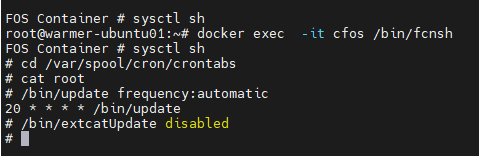 FOS Container # sysctl sh
root@warmer-ubuntu01:~# docker exec  -it cfos /bin/fcnsh
FOS Container # sysctl sh
# cd /var/spool/cron/crontabs
# cat root
# /bin/update frequency:automatic
20 * * * * /bin/update
# /bin/extcatUpdate disabled
#